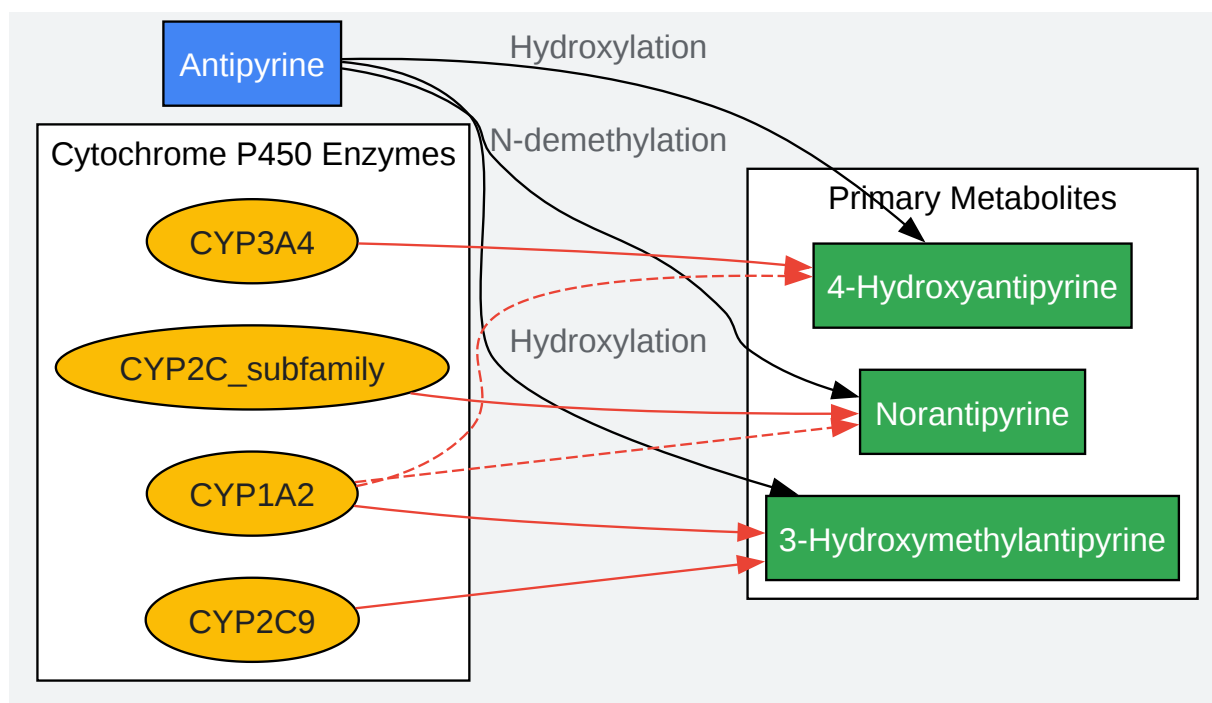 Antipyrine
Hydroxylation
N-demethylation
Hydroxylation
Cytochrome P450 Enzymes
CYP3A4
CYP2C_subfamily
CYP1A2
CYP2C9
Primary Metabolites
4-Hydroxyantipyrine
Norantipyrine
3-Hydroxymethylantipyrine